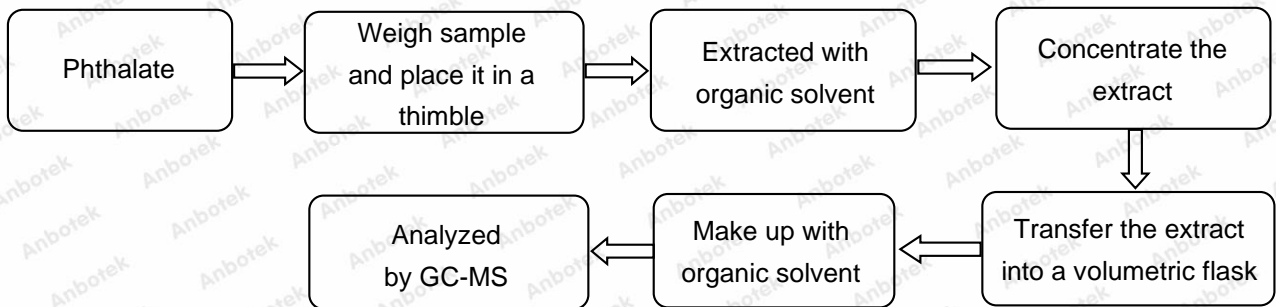 Phthalate
Weigh sample
and place it in a
thimble
Extracted with
organic solvent
Concentrate the
extract
Transfer the extract
into a volumetric flask
Make up with
organic solvent
Analyzed
by GC-MS
Anbotek